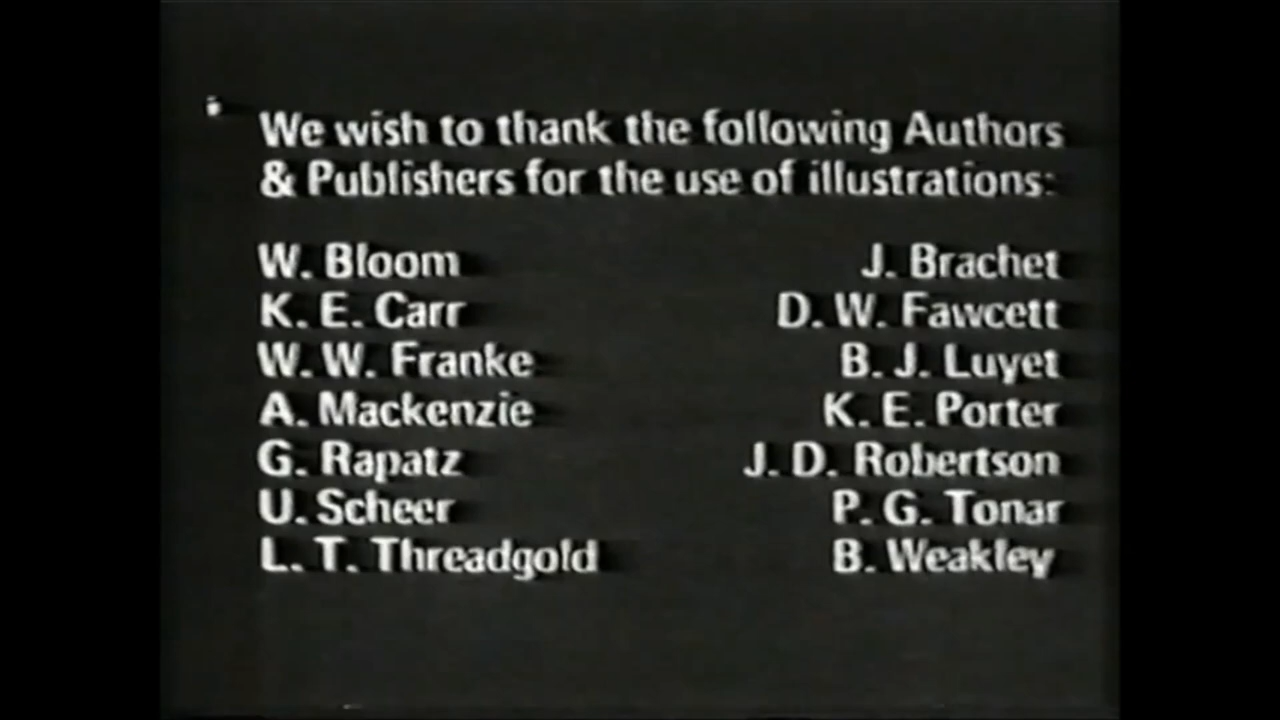 We wish to thank the following Authors
& Publishers for the use of illustrations:
W. Bloom J. Brachet
K. E. Carr D. W. Fawcett
W. W. Franke B. J. Luyet
A. Mackenzie K. E. Porter
G. Rapatz J. D. Robertson
U. Scheer P. G. Tonar
L. T. Threadgold B. Weakley